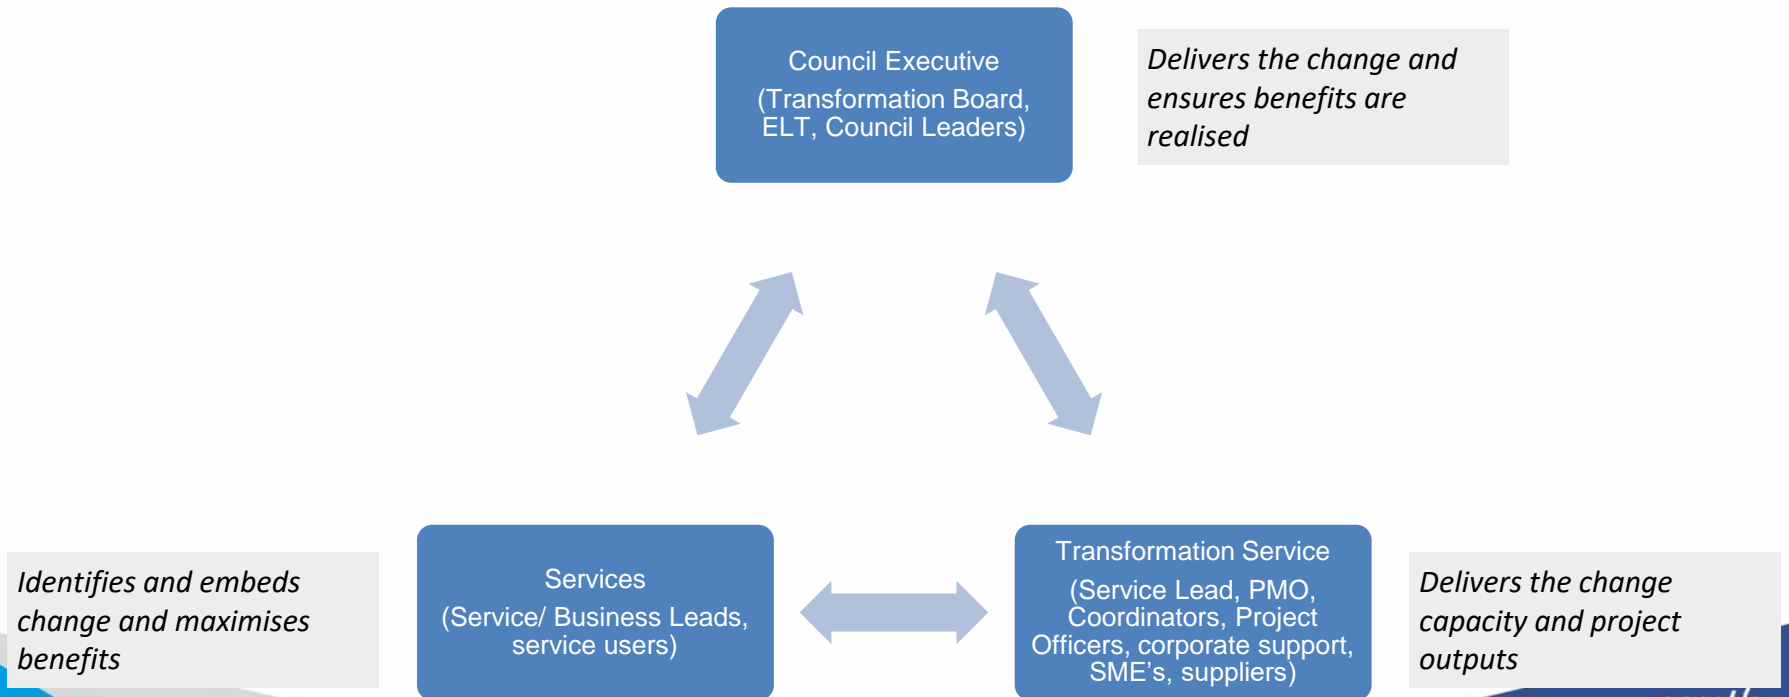 Council Executive
(Transformation Board,
ELT, Council Leaders)
Delivers the change and
ensures benefits are
realised
Identifies and embeds
change and maximises
benefits
Services
(Service/ Business Leads,
service users)
Transformation Service
(Service Lead, PMO,
Coordinators, Project
Officers, corporate support,
SME's, suppliers)
Delivers the change
capacity and project
outputs